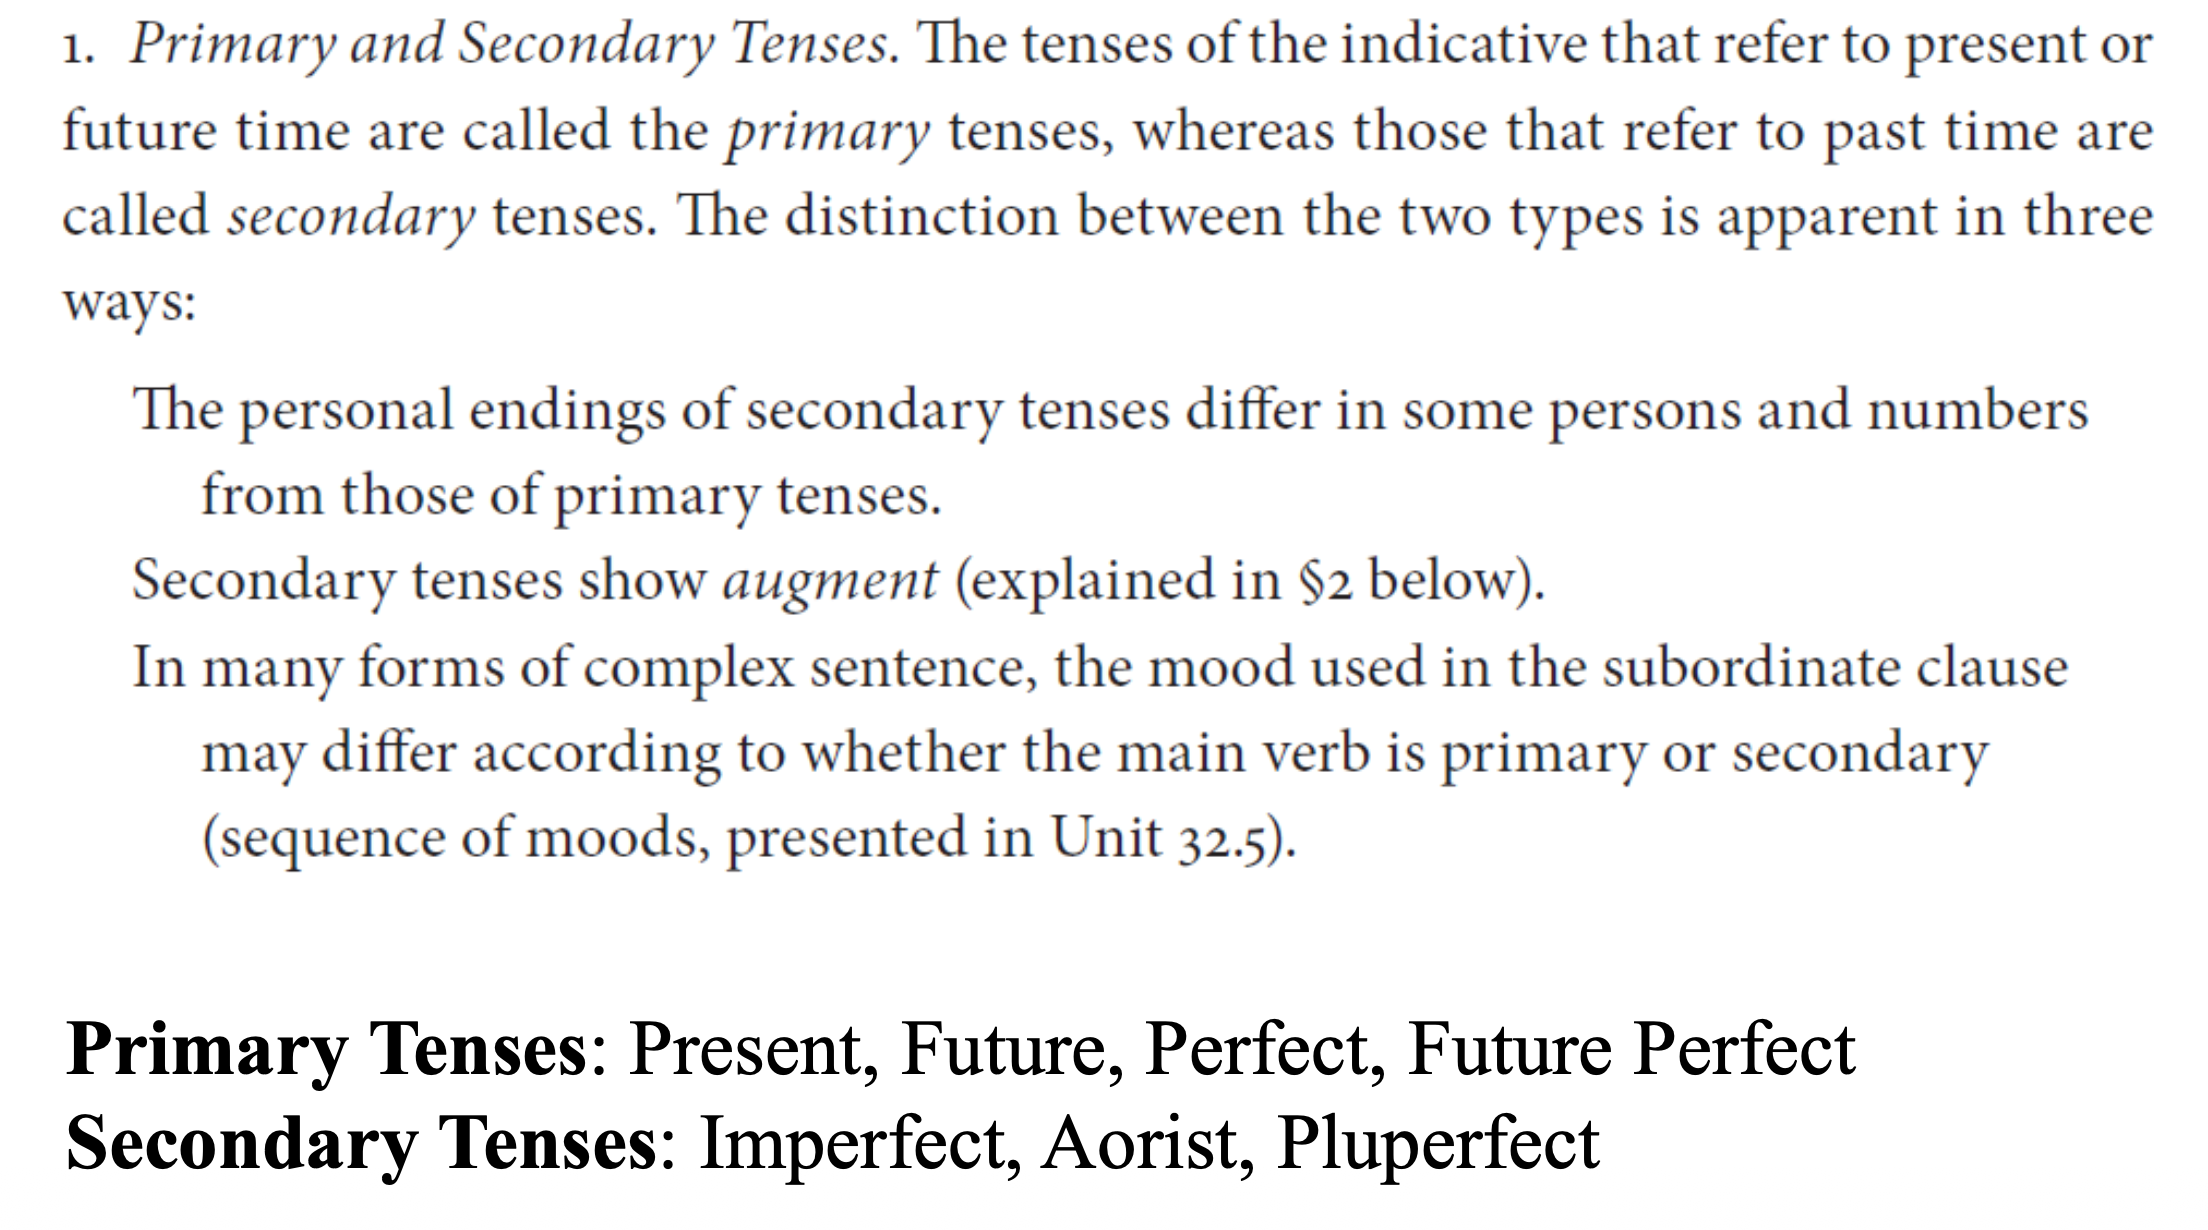 1. Primary and Secondary Tenses. The tenses of the indicative that refer to present or
future time are called the primary tenses, whereas those that refer to past time are
called secondary tenses. The distinction between the two types is apparent in three
ways:
The personal endings of secondary tenses differ in some persons and numbers
from those of primary tenses.
Secondary tenses show augment (explained in §2 below).
In many forms of complex sentence, the mood used in the subordinate clause
may differ according to whether the main verb is primary or secondary
(sequence of moods, presented in Unit 32.5).
Primary Tenses: Present, Future, Perfect, Future Perfect
Secondary Tenses: Imperfect, Aorist, Pluperfect